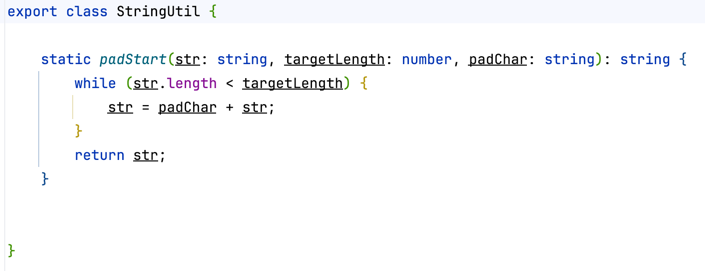 export class StringUtil {
static padStart(str: string, targetLength: number, padChar: string): string {
while (str.length < targetLength) {
str = padChar + str;
}
return str;
}
}